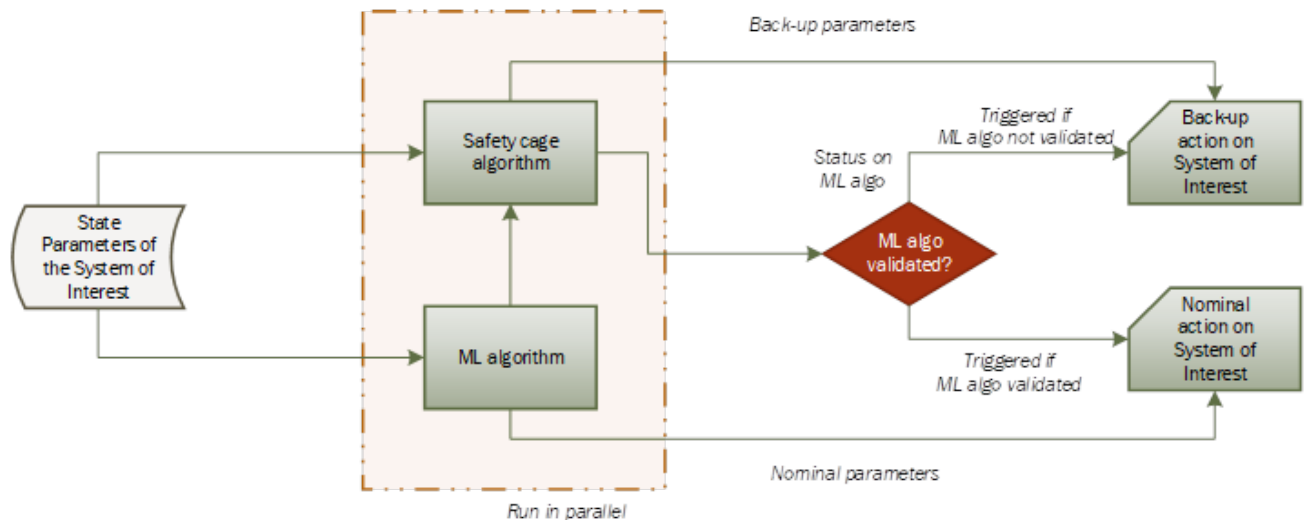 Back-up parameters
Safety cage
algorithm
Triggered if
ML algo not validated
Back-up
action on
System of
Interest
Status on
ML algo
State
Parameters of
the System of
Interest
ML algo
validated?
ML algorithm
Nominal
action on
System of
Interest
Triggered if
ML algo validated
Nominal parameters
Run in parallel